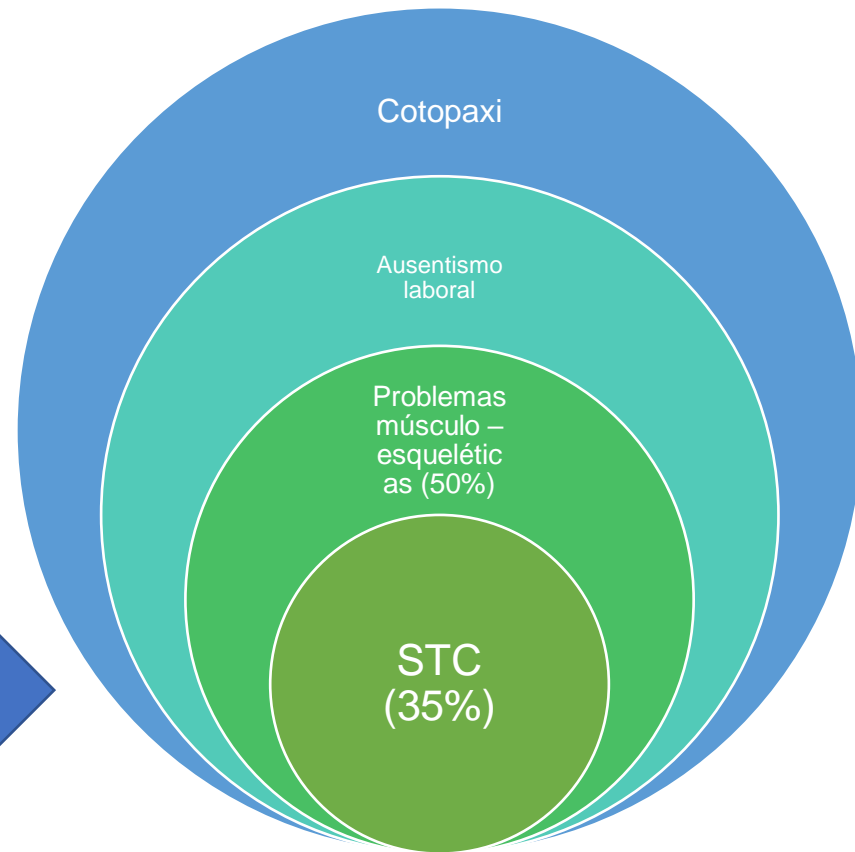 Cotopaxi
Ausentismo
laboral
Problemas
músculo –
esquelétic
as (50%)
STC
(35%)